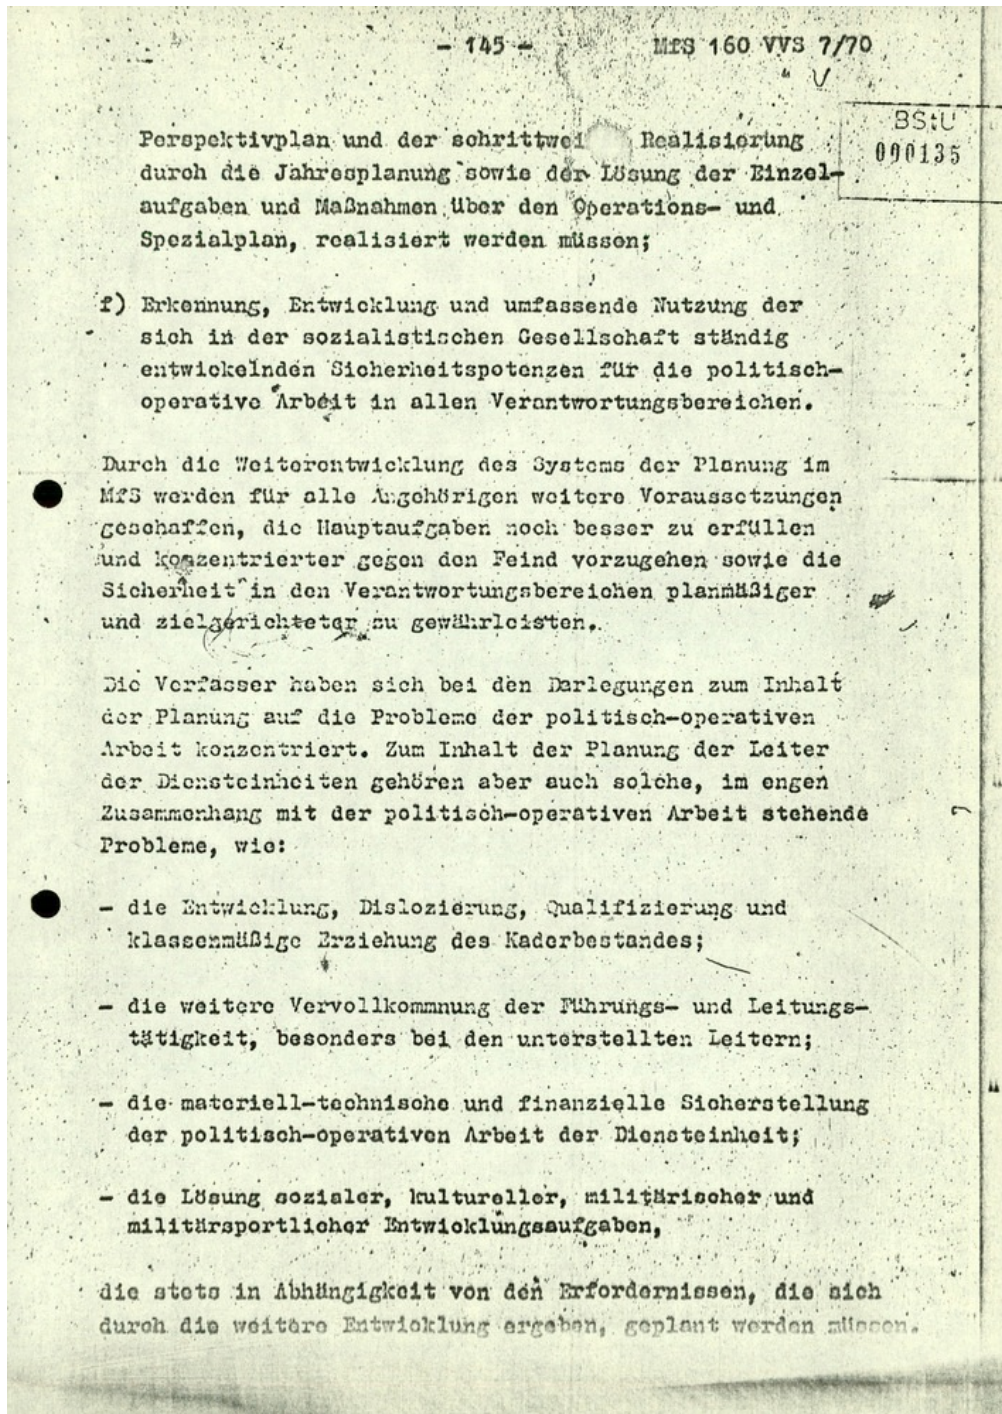 - 145 -
MfS 160 VVS 7/70
BStU
000135
Perspektivplan und der schrittwei Realisierung
durch die Jahresplanung sowie der Lösung der Einzel-
aufgaben und Maßnahmen über den Operations- und
Spezialplan, realisiert werden müssen;
f) Erkennung, Entwicklung und umfassende Nutzung der
sich in der sozialistischen Gesellschaft ständig
entwickelnden Sicherheitspotenzen für die politisch-
operative Arbeit in allen Verantwortungsbereichen.
Durch die Weiterentwicklung des Systems der Planung im
MfS werden für alle Angehörigen weitere Voraussetzungen
geschaffen, die Hauptaufgaben noch besser zu erfüllen
und konzentrierter gegen den Feind vorzugehen sowie die
Sicherheit in den Verantwortungsbereichen planmäßiger
und zielgerichteter zu gewährleisten.
Die Verfasser haben sich bei den Darlegungen zum Inhalt
der Planung auf die Probleme der politisch-operativen
Arbeit konzentriert. Zum Inhalt der Planung der Leiter
der Diensteinheiten gehören aber auch solche, im engen
Zusammenhang mit der politisch-operativen Arbeit stehende
Probleme, wie:
- die Entwicklung, Dislozierung, Qualifizierung und
klassenmäßige Erziehung des Kaderbestandes;
- die weitere Vervollkommnung der Führungs- und Leitungs-
tätigkeit, besonders bei den unterstellten Leitern;
- die materiell-technische und finanzielle Sicherstellung
der politisch-operativen Arbeit der Diensteinheit;
- die Lösung sozialer, kultureller, militärischer und
militärsportlicher Entwicklungsaufgaben,
die stets in Abhängigkeit von den Erfordernissen, die sich
durch die weitere Entwicklung ergeben, geplant werden müssen.